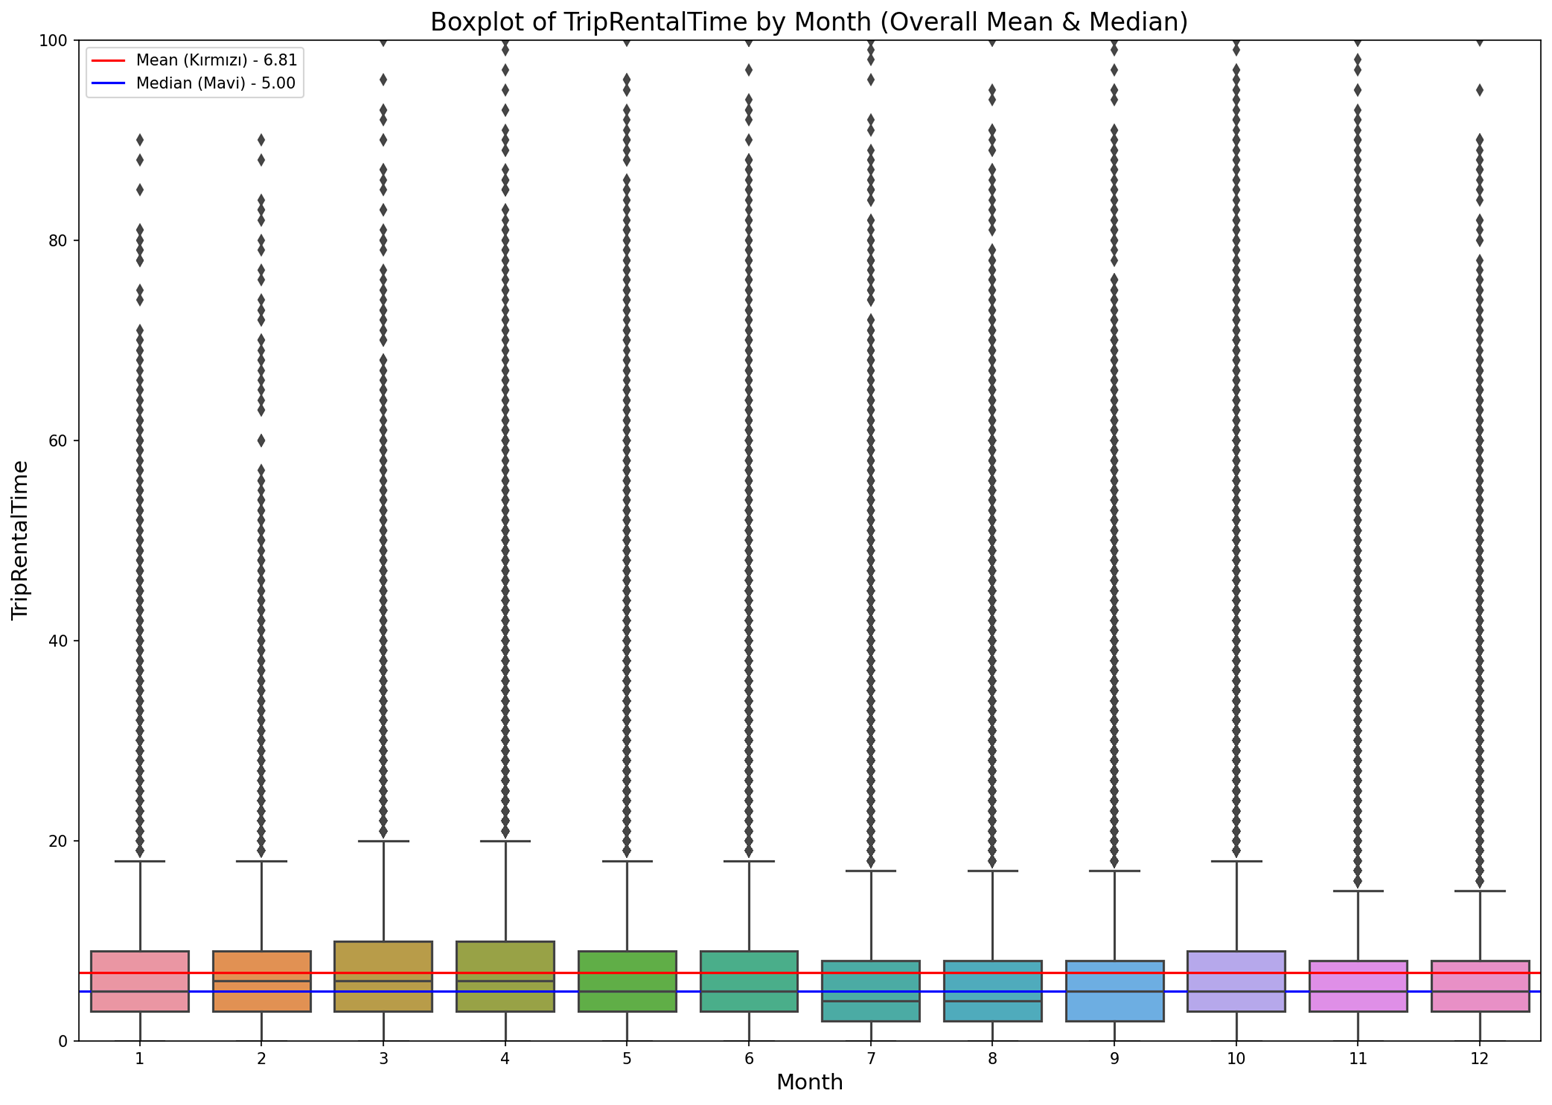 Boxplot of TripRentalTime by Month (Overall Mean & Median)
Mean (Kırmızı) - 6.81
Median (Mavi) - 5.00
100
80
60
40
20
0
TripRentalTime
1 2 3 4 5 6 7 8 9 10 11 12
Month